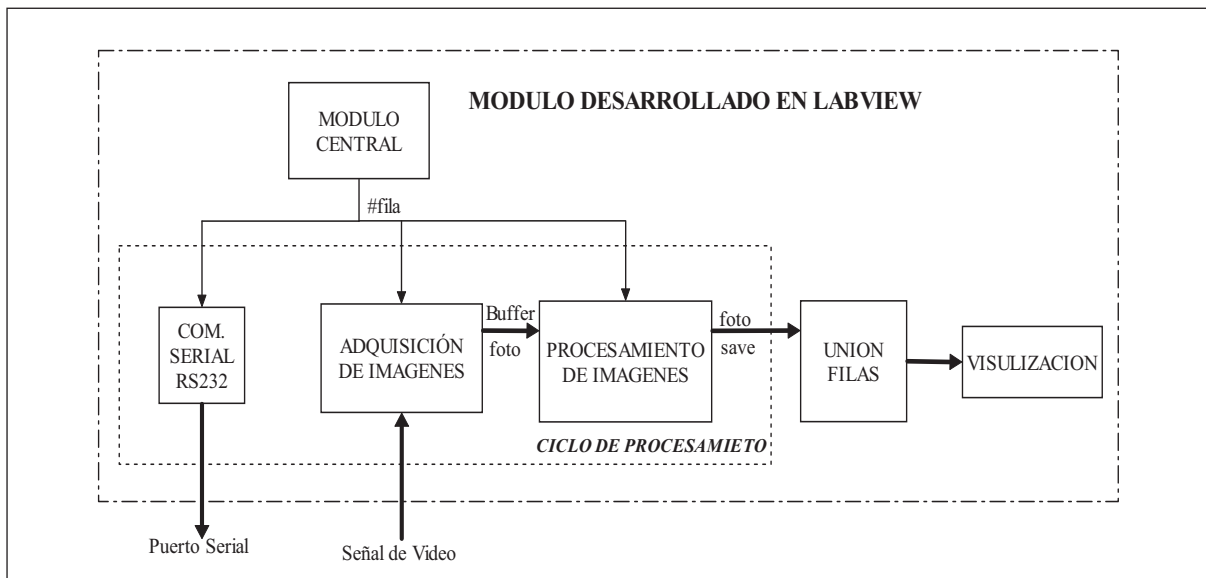 MODULO DESARROLLADO EN LABVIEW
MODULO
CENTRAL
#fila
COM.
SERIAL
RS232
ADQUISICIÓN
DE IMAGENES
Buffer
foto
PROCESAMIENTO
DE IMAGENES
foto
save
UNION
FILAS
VISULIZACION
CICLO DE PROCESAMIETO
Puerto Serial
Señal de Video